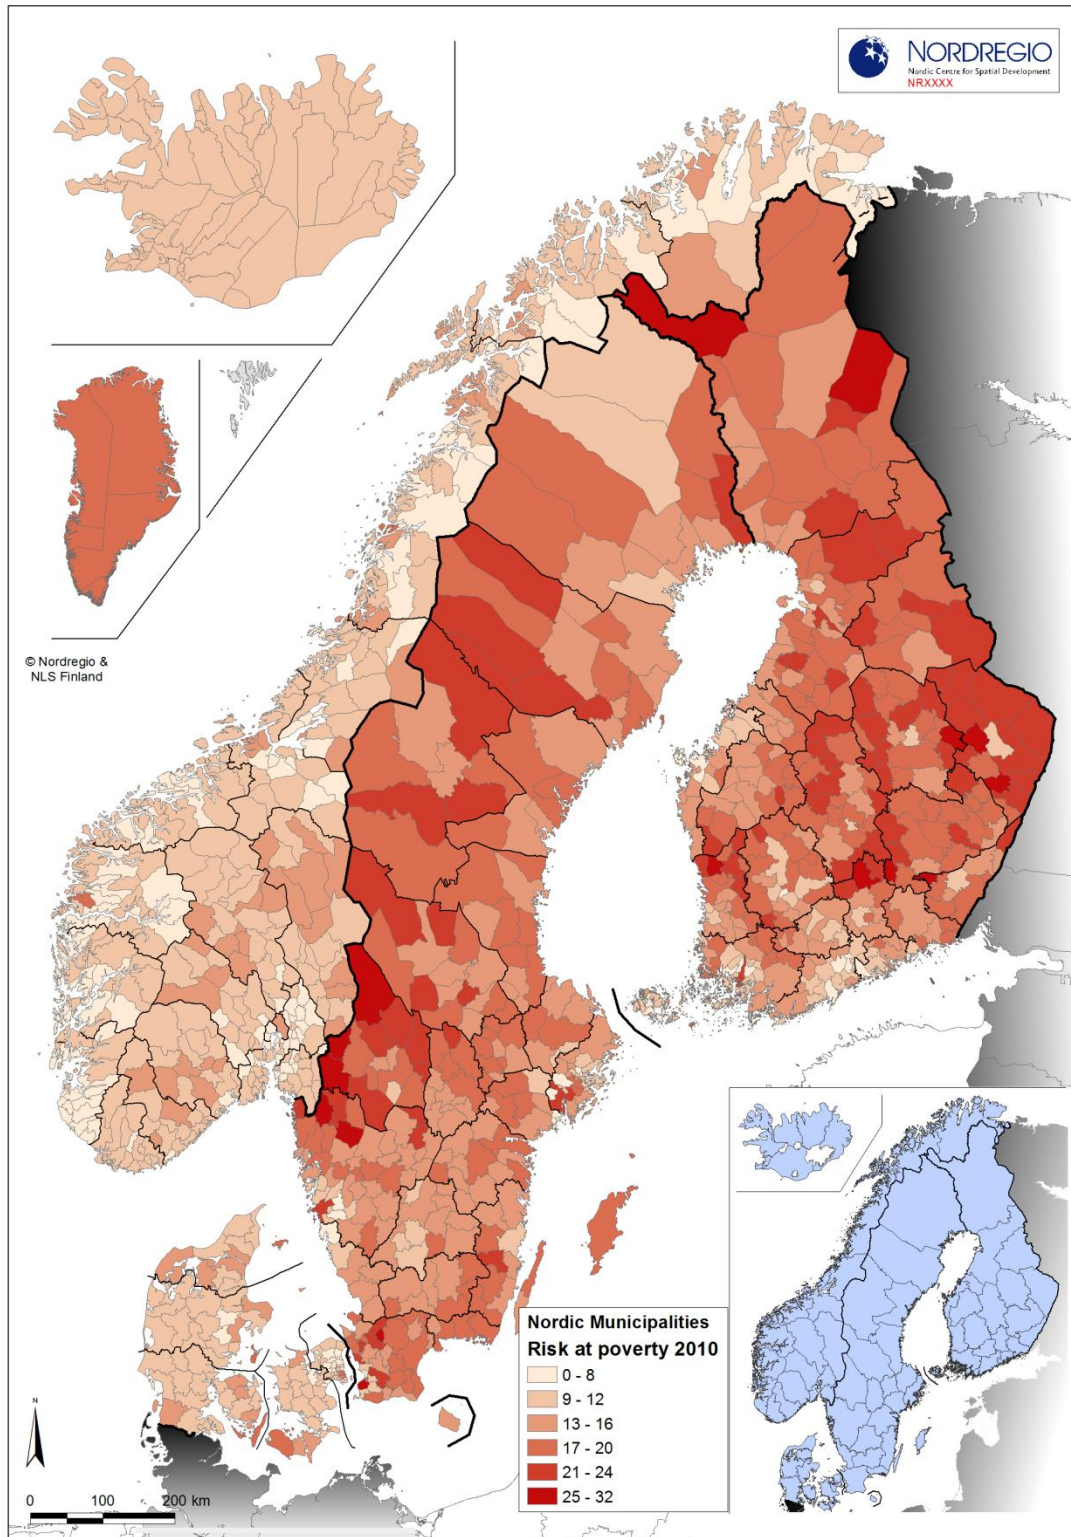 NORDREGIO
Nordic Centre for Spatial Development
NRXXXX
© Nordregio &
NLS Finland
Nordic Municipalities
Risk at poverty 2010
0 - 8
9 - 12
13 - 16
17 - 20
21 - 24
25 - 32
N
0 100 200 km